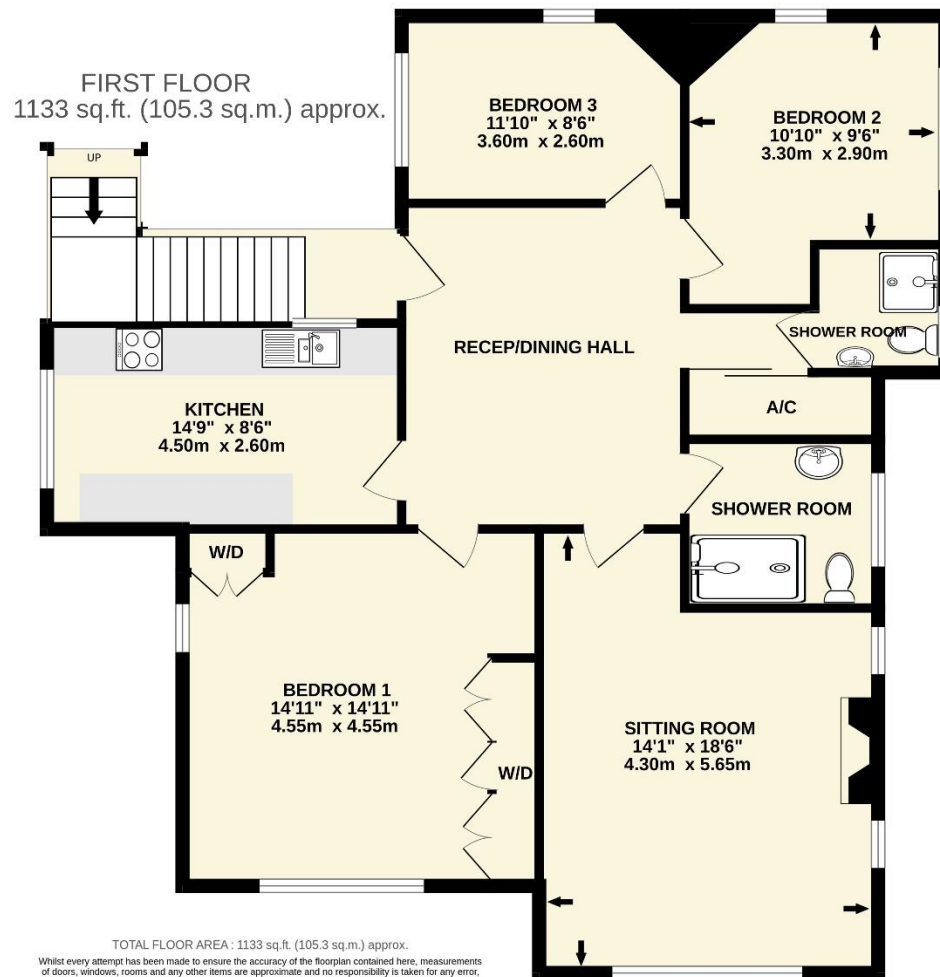 FIRST FLOOR
1133 sq.ft. (105.3 sq.m.) approx.
UP
BEDROOM 3
11'10" x 8'6"
3.60m x 2.60m
BEDROOM 2
10'10" x 9'6"
3.30m x 2.90m
SHOWER ROOM
RECEP/DINING HALL
A/C
KITCHEN
14'9" x 8'6"
4.50m x 2.60m
SHOWER ROOM
W/D
BEDROOM 1
14'11" x 14'11"
4.55m x 4.55m
W/D
SITTING ROOM
14'1" x 18'6"
4.30m x 5.65m
TOTAL FLOOR AREA : 1133 sq.ft. (105.3 sq.m.) approx.
Whilst every attempt has been made to ensure the accuracy of the floorplan contained here, measurements
of doors, windows, rooms and any other items are approximate and no responsibility is taken for any error,